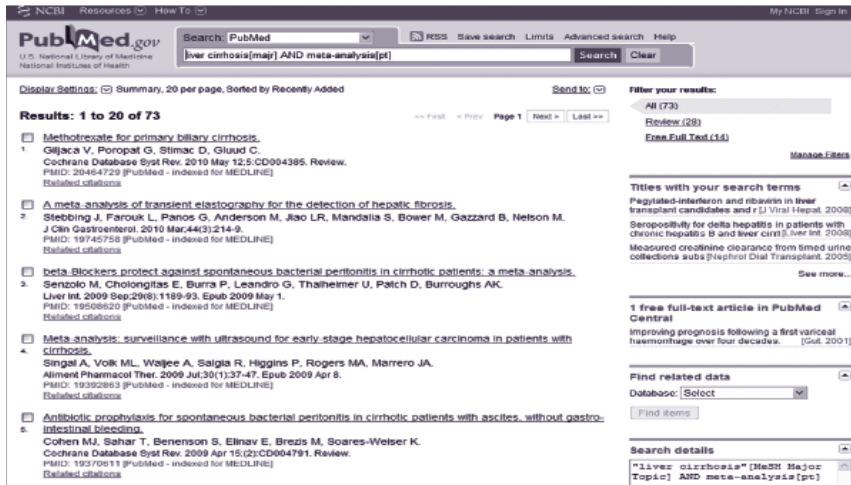 NCBI Resources How To My NCBI Sign In
PubMed.gov
U.S. National Library of Medicine
National Institutes of Health
Search: PubMed
RSS Save search Limits Advanced search Help
liver cirrhosis[majr] AND meta-analysis[pt]
Search Clear
Display Settings: Summary, 20 per page, Sorted by Recently Added
Send to:
Results: 1 to 20 of 73
<< First < Prev Page 1 Next > Last >>
Methotrexate for primary biliary cirrhosis.
1. Giljaca V, Poropat G, Stimac D, Gluud C.
Cochrane Database Syst Rev. 2010 May 12;5:CD004385. Review.
PMID: 20464729 [PubMed - indexed for MEDLINE]
Related citations
A meta-analysis of transient elastography for the detection of hepatic fibrosis.
2. Stebbing J, Farouk L, Panos G, Anderson M, Jiao LR, Mandalia S, Bower M, Gazzard B, Nelson M.
J Clin Gastroenterol. 2010 Mar;44(3):214-9.
PMID: 19745758 [PubMed - indexed for MEDLINE]
Related citations
beta-Blockers protect against spontaneous bacterial peritonitis in cirrhotic patients: a meta-analysis.
3. Senzolo M, Cholongitas E, Burra P, Leandro G, Thalheimer U, Patch D, Burroughs AK.
Liver Int. 2009 Sep;29(8):1189-93. Epub 2009 May 1.
PMID: 19508620 [PubMed - indexed for MEDLINE]
Related citations
Meta-analysis: surveillance with ultrasound for early-stage hepatocellular carcinoma in patients with
4. cirrhosis.
Singal A, Volk ML, Waljee A, Salgia R, Higgins P, Rogers MA, Marrero JA.
Aliment Pharmacol Ther. 2009 Jul;30(1):37-47. Epub 2009 Apr 8.
PMID: 19392863 [PubMed - indexed for MEDLINE]
Related citations
Antibiotic prophylaxis for spontaneous bacterial peritonitis in cirrhotic patients with ascites, without gastro-
5. intestinal bleeding.
Cohen MJ, Sahar T, Benenson S, Elinav E, Brezis M, Soares-Weiser K.
Cochrane Database Syst Rev. 2009 Apr 15;(2):CD004791. Review.
PMID: 19370611 [PubMed - indexed for MEDLINE]
Related citations
Filter your results:
All (73)
Review (28)
Free Full Text (14)
Manage Filters
Titles with your search terms
Pegylated-interferon and ribavirin in liver
transplant candidates and r [J Viral Hepat. 2008]
Seropositivity for delta hepatitis in patients with
chronic hepatitis B and liver cirrt [Liver Int. 2008]
Measured creatinine clearance from timed urine
collections subs [Nephrol Dial Transplant. 2005]
See more...
1 free full-text article in PubMed
Central
Improving prognosis following a first variceal
haemorrhage over four decades. [Gut. 2001]
Find related data
Database: Select
Find items
Search details
"liver cirrhosis"[MeSH Major
Topic] AND meta-analysis[pt]